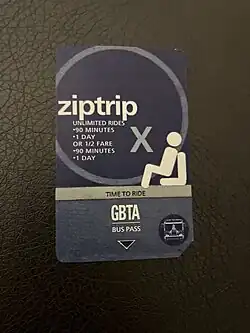 ziptrip
UNLIMITED RIDES
•90 MINUTES
•1 DAY
OR 1/2 FARE
•90 MINUTES
•1 DAY
X
TIME TO RIDE
GBTA
BUS PASS